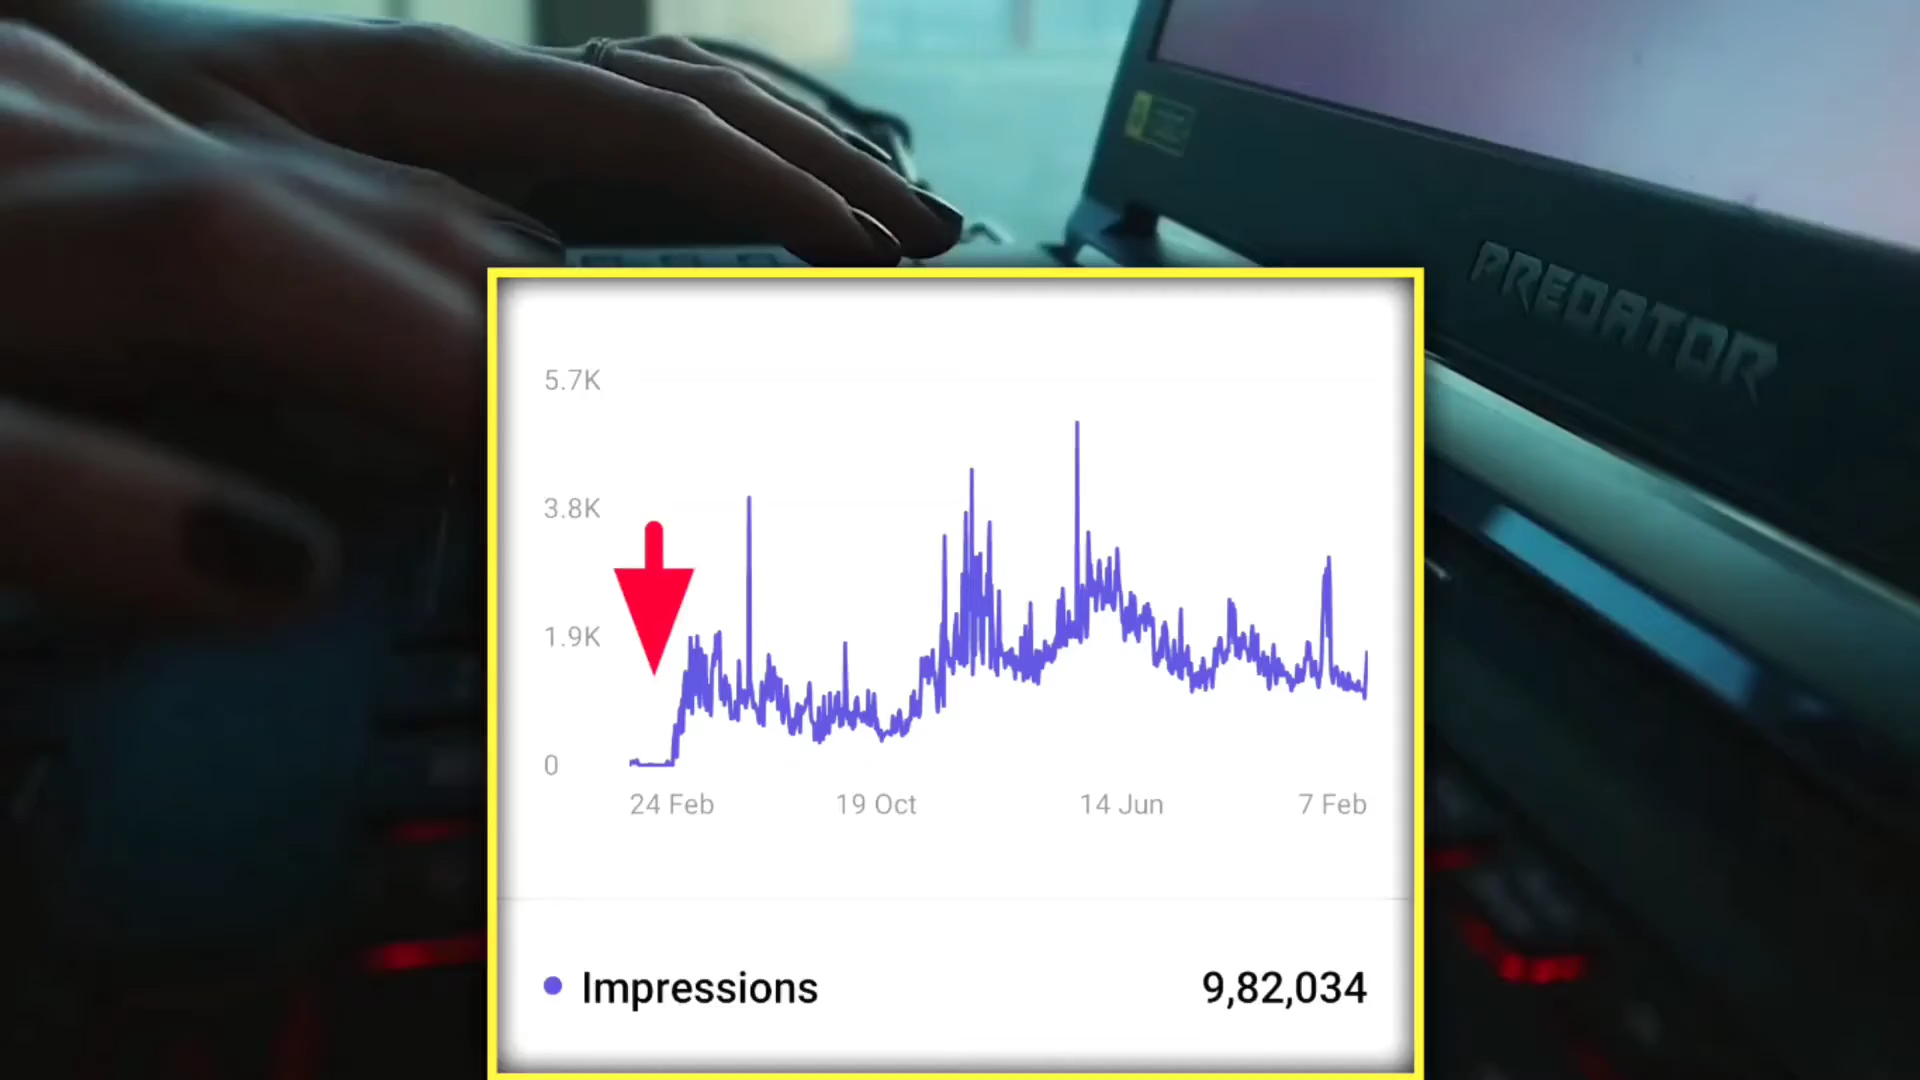 PREDATOR
5.7K
3.8K
1.9K
0
24 Feb
19 Oct
14 Jun
7 Feb
Impressions
9,82,034